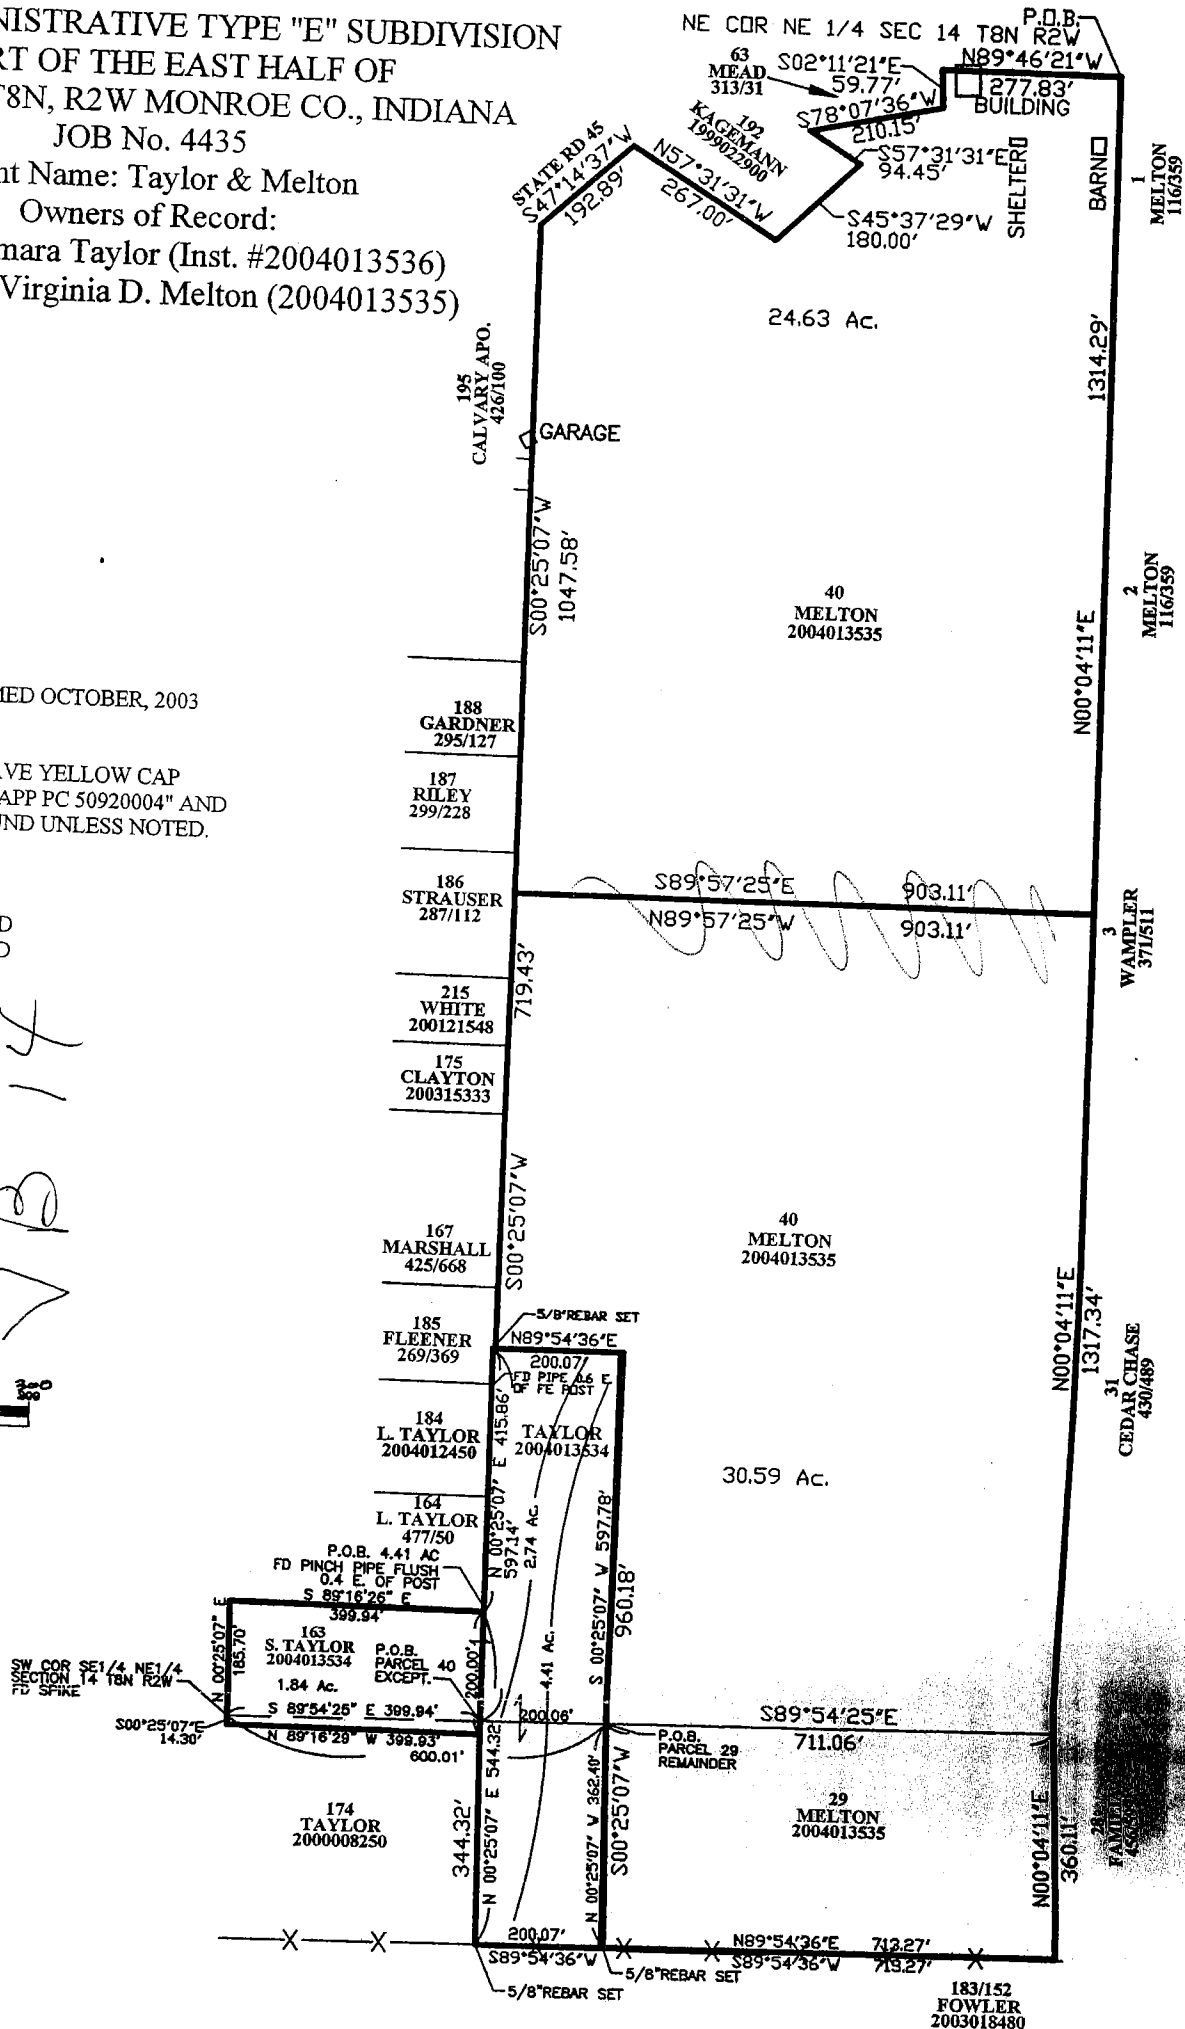 NISTRATIVE TYPE "E" SUBDIVISION
RT OF THE EAST HALF OF
T8N, R2W MONROE CO., INDIANA
JOB No. 4435
nt Name: Taylor & Melton
Owners of Record:
mara Taylor (Inst. #2004013536)
Virginia D. Melton (2004013535)
NE COR NE 1/4 SEC 14 T8N R2W
P.O.B.
N89°46'21"W
277.83'
BUILDING
63
MEAD
313/31
S02°11'21"E
59.77'
S78°07'36"W
210.15'
192
KAGEMANN
1999022900
S57°31'31"E
94.45'
S45°37'29"W
180.00'
SHELTER
BARN
1
MELTON
116/359
STATE RD 45
S47°14'37"W
192.89'
N57°31'31"W
267.00'
24.63 Ac.
1314.29'
195
CALVARY APO.
426/100
GARAGE
S00°25'07"W
1047.58'
40
MELTON
2004013535
2
MELTON
116/359
N00°04'11"E
MED OCTOBER, 2003
VE YELLOW CAP
APP PC 50920004" AND
UND UNLESS NOTED.
D
D
188
GARDNER
295/127
187
RILEY
299/228
186
STRAUSER
287/112
S89°57'25"E
903.11'
N89°57'25"W
903.11'
3
WAMPLER
371/511
719.43'
215
WHITE
200121548
175
CLAYTON
200315333
S00°25'07"W
167
MARSHALL
425/668
40
MELTON
2004013535
N00°04'11"E
1317.34'
31
CEDAR CHASE
430/489
185
FLEENER
269/369
5/8"REBAR SET
N89°54'36"E
200.07'
FD PIPE 0.6 E
OF FE POST
300
184
L. TAYLOR
2004012450
TAYLOR
2004013534
N 00°25'07" E 415.86'
597.14'
2.74 Ac.
30.59 Ac.
164
L. TAYLOR
477/50
S 00°25'07" W 597.78'
960.18'
4.41 Ac.
P.O.B. 4.41 AC
FD PINCH PIPE FLUSH
0.4 E. OF POST
S 89°16'26" E
399.94'
N 00°25'07" E
185.70'
163
S. TAYLOR
2004013534
1.84 Ac.
P.O.B.
PARCEL 40
EXCEPT.
200.00'
SW COR SE1/4 NE1/4
SECTION 14 T8N R2W
FD SPIKE
S00°25'07"E
14.30'
S 89°54'25" E 399.94'
N 89°16'29" W 399.93'
600.01'
200.06'
S89°54'25"E
711.06'
P.O.B.
PARCEL 29
REMAINDER
174
TAYLOR
2000008250
344.32'
N 00°25'07" E 544.32'
N 00°25'07" W 362.40'
S00°25'07"W
29
MELTON
2004013535
N00°04'11"E
360.11'
200.07'
S89°54'36"W
N89°54'36"E 713.27'
S89°54'36"W 713.27'
5/8"REBAR SET
5/8"REBAR SET
183/152
FOWLER
2003018480